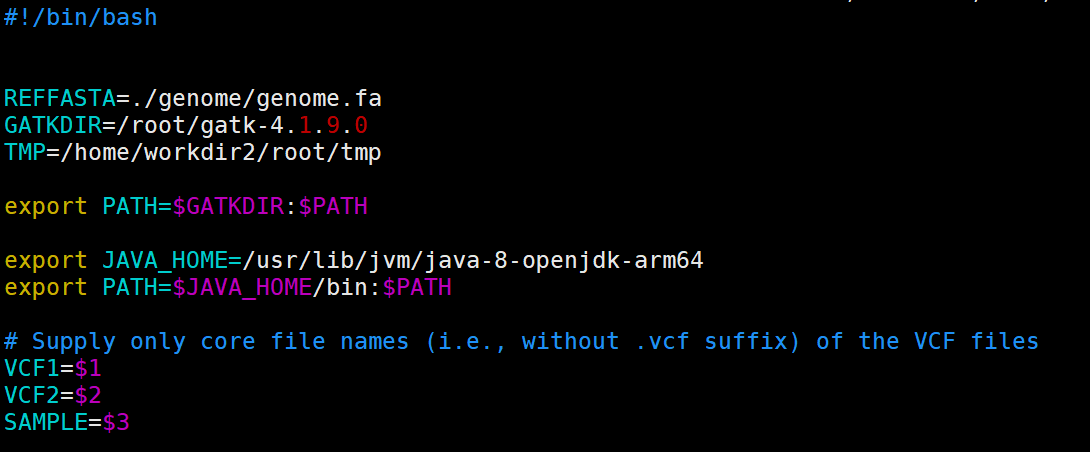 #!/bin/bash
REFFASTA=./genome/genome.fa
GATKDIR=/root/gatk-4.1.9.0
TMP=/home/workdir2/root/tmp
export PATH=$GATKDIR:$PATH
export JAVA_HOME=/usr/lib/jvm/java-8-openjdk-arm64
export PATH=$JAVA_HOME/bin:$PATH
# Supply only core file names (i.e., without .vcf suffix) of the VCF files
VCF1=$1
VCF2=$2
SAMPLE=$3